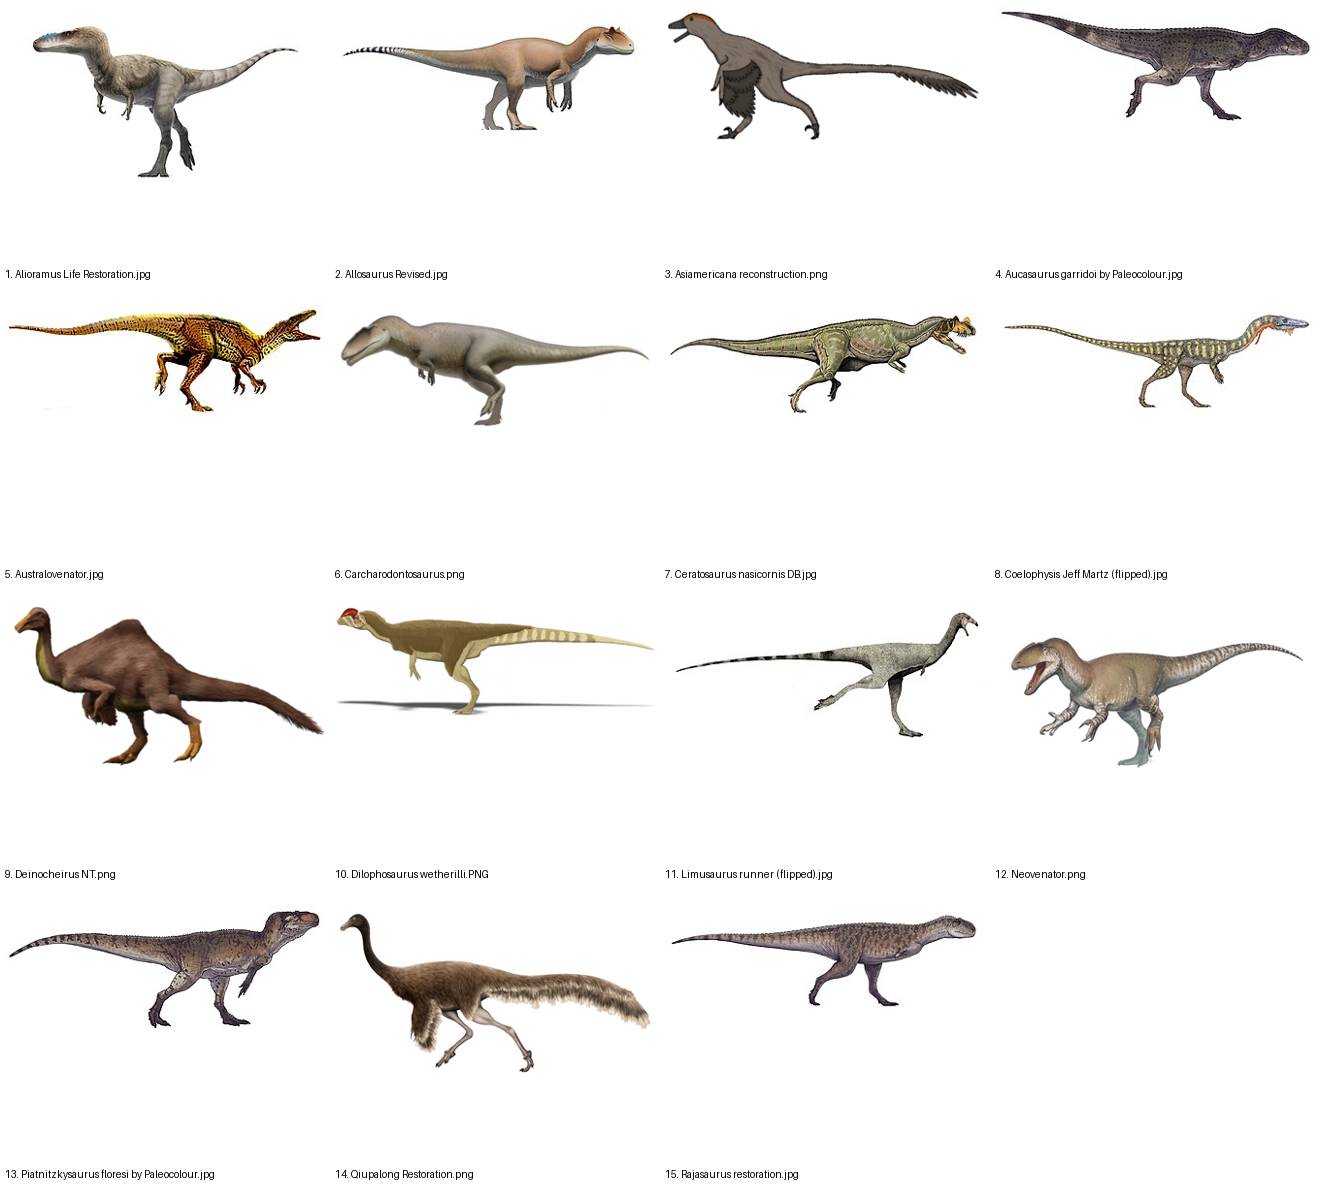 1. Alioramus Life Restoration.jpg
2. Allosaurus Revised.jpg
3. Asiamericana reconstruction.png
4. Aucasaurus garridoi by Paleocolour.jpg
5. Australovenator.jpg
6. Carcharodontosaurus.png
7. Ceratosaurus nasicornis DB.jpg
8. Coelophysis Jeff Martz (flipped).jpg
9. Deinocheirus NT.png
10. Dilophosaurus wetherilli.PNG
11. Limusaurus runner (flipped).jpg
12. Neovenator.png
13. Piatnitzkysaurus floresi by Paleocolour.jpg
14. Qiupalong Restoration.png
15. Rajasaurus restoration.jpg